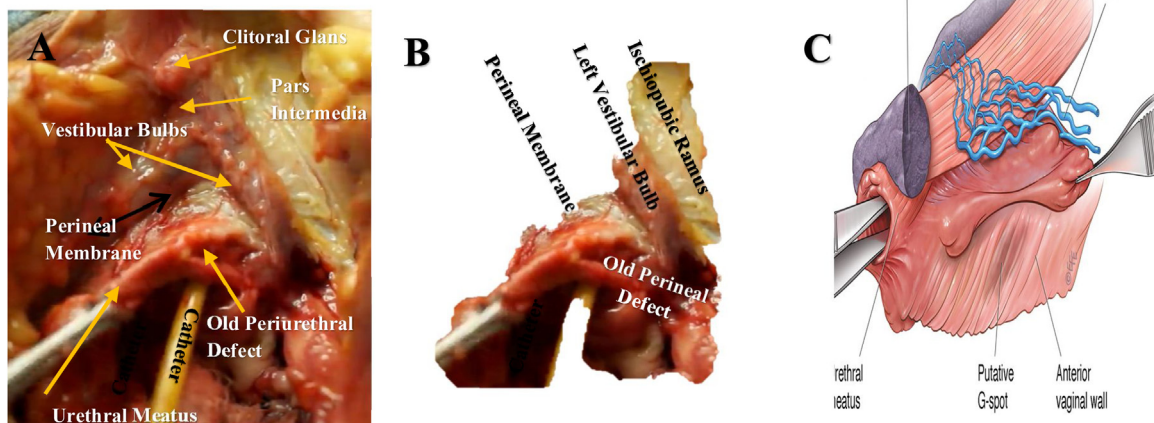 A
Clitoral Glans
Pars
Intermedia
Vestibular Bulbs
Perineal
Membrane
Old Periurethral
Defect
Catheter
Urethral Meatus
B
Perineal Membrane
Left Vestibular Bulb
Ischiopubic Ramus
Old Perineal
Defect
C
rethral
eatus
Putative
G-spot
Anterior
vaginal wall